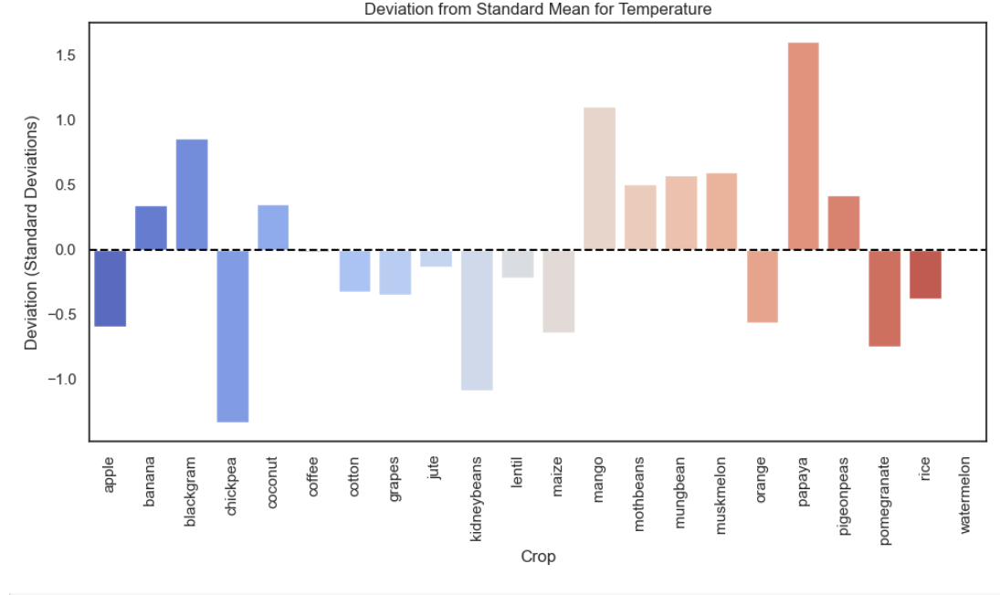 Deviation from Standard Mean for Temperature
Deviation (Standard Deviations)
1.5
1.0
0.5
0.0
−0.5
−1.0
apple
banana
blackgram
chickpea
coconut
coffee
cotton
grapes
jute
kidneybeans
lentil
maize
mango
mothbeans
mungbean
muskmelon
orange
papaya
pigeonpeas
pomegranate
rice
watermelon
Crop